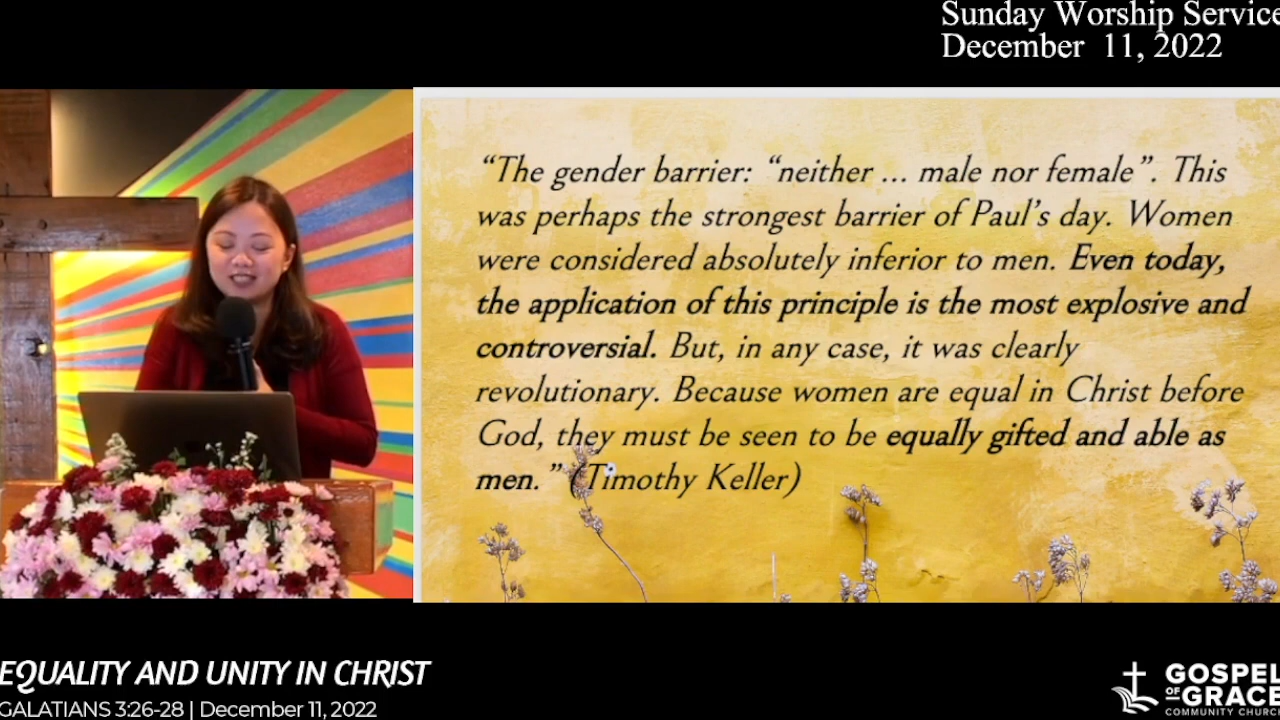 Sunday Worship Service
December 11, 2022
“The gender barrier: “neither ... male nor female”. This
was perhaps the strongest barrier of Paul’s day. Women
were considered absolutely inferior to men. Even today,
the application of this principle is the most explosive and
controversial. But, in any case, it was clearly
revolutionary. Because women are equal in Christ before
God, they must be seen to be equally gifted and able as
men.” (Timothy Keller)
EQUALITY AND UNITY IN CHRIST
GALATIANS 3:26-28 | December 11, 2022
GOSPEL
OF GRACE
COMMUNITY CHURCH